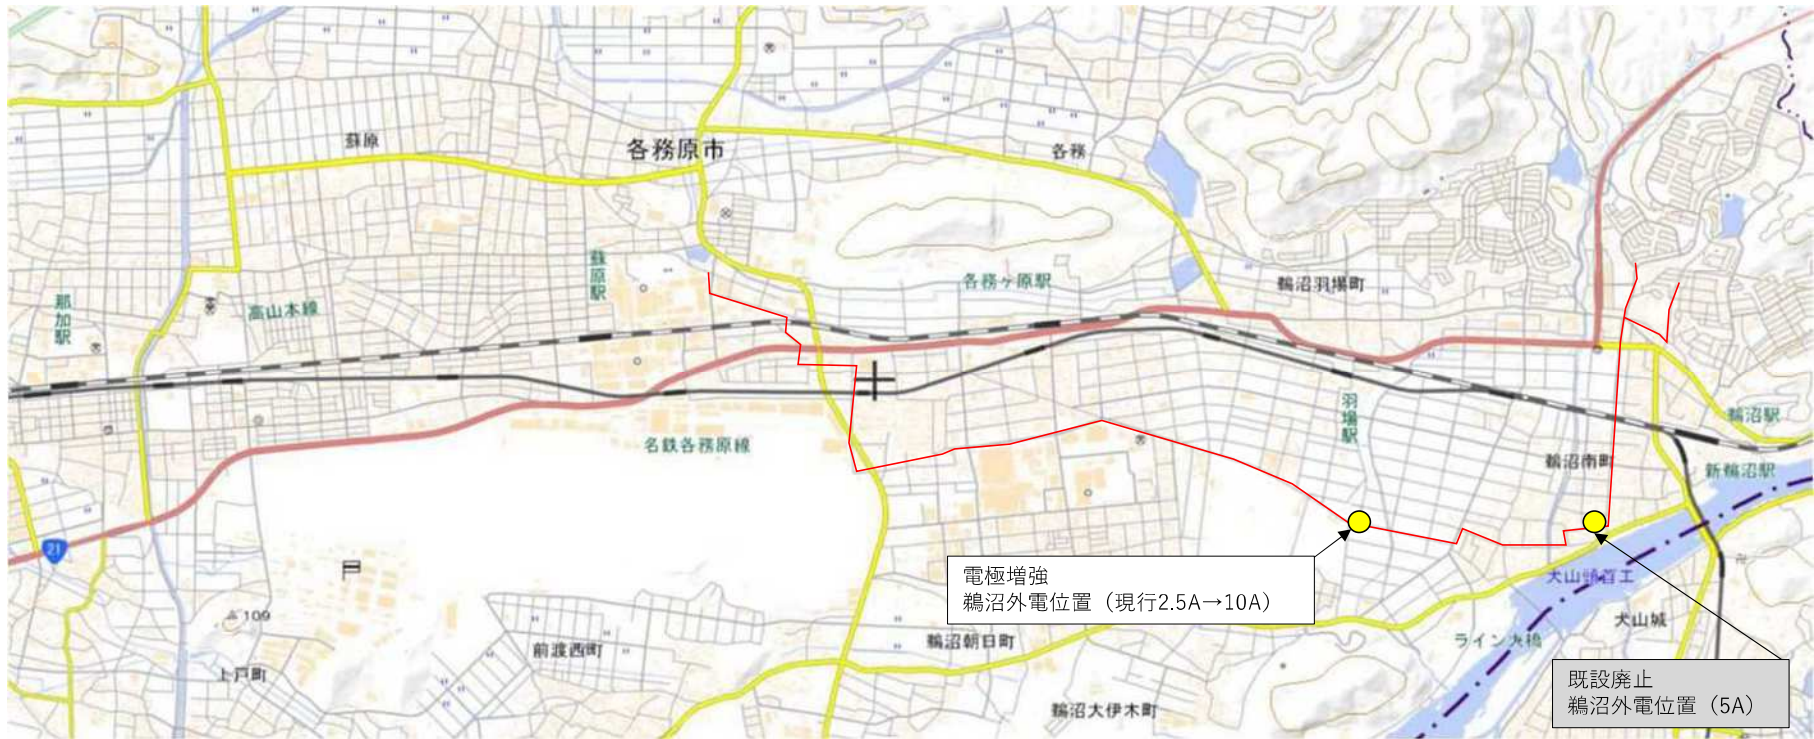 蘇原
各務原市
各務
蘇原駅
各務ヶ原駅
鵜沼羽場町
那加駅
高山本線
羽場駅
鵜沼駅
名鉄各務原線
鵜沼南町
新鵜沼駅
21
電極増強
鵜沼外電位置（現行2.5A→10A）
犬山頭首工
109
犬山城
前渡西町
鵜沼朝日町
ライン大橋
上戸町
既設廃止
鵜沼外電位置（5A）
鵜沼大伊木町